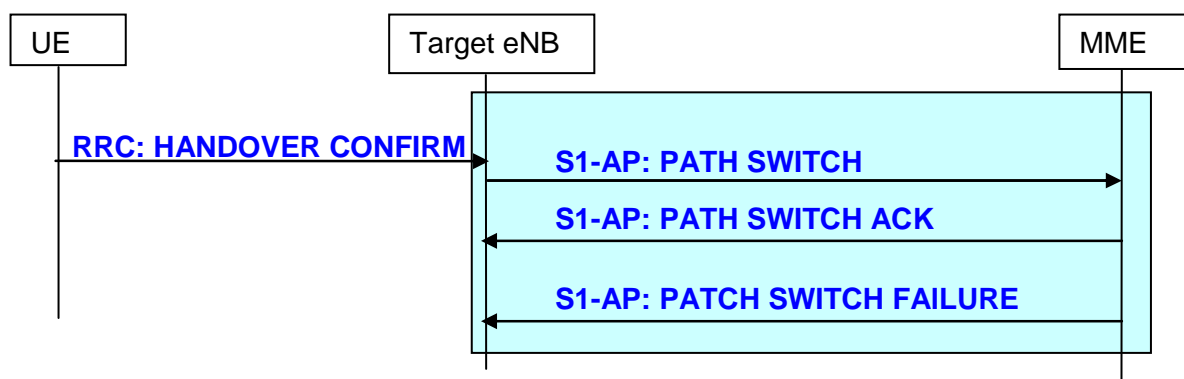 UE
Target eNB
MME
RRC: HANDOVER CONFIRM
S1-AP: PATH SWITCH
S1-AP: PATH SWITCH ACK
S1-AP: PATCH SWITCH FAILURE